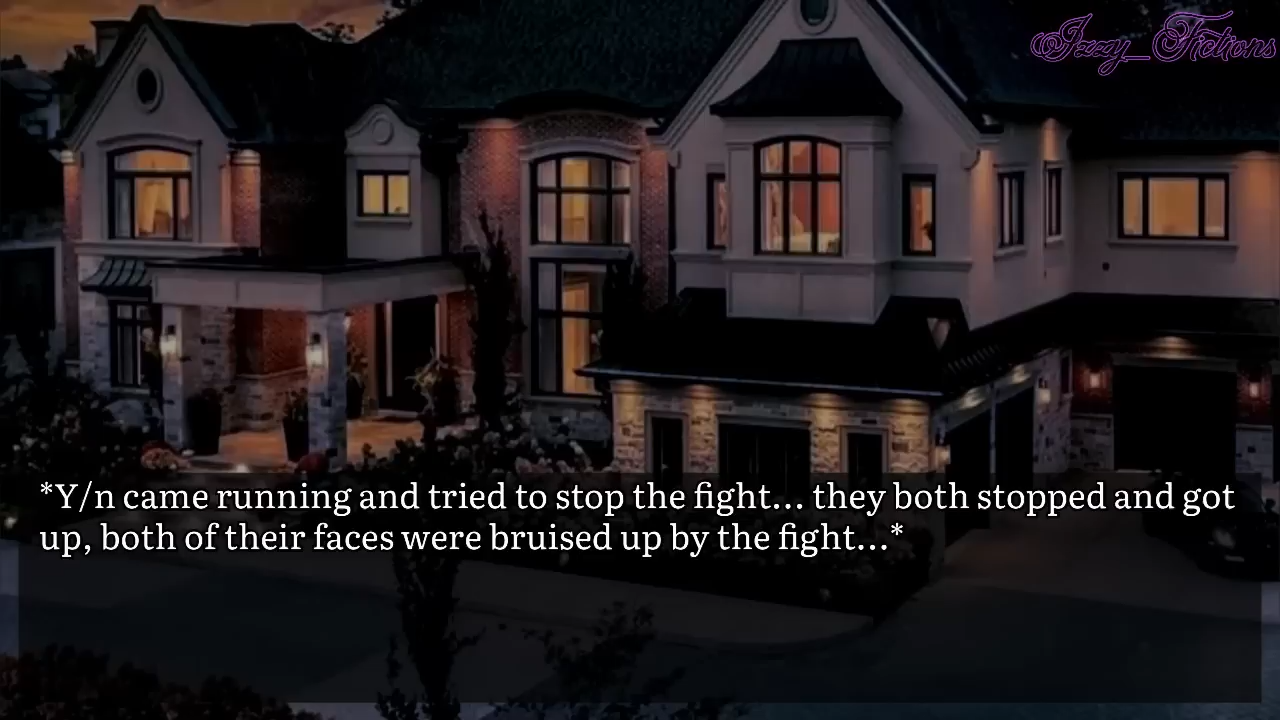 Izzy_Fictions
*Y/n came running and tried to stop the fight... they both stopped and got
up, both of their faces were bruised up by the fight...*